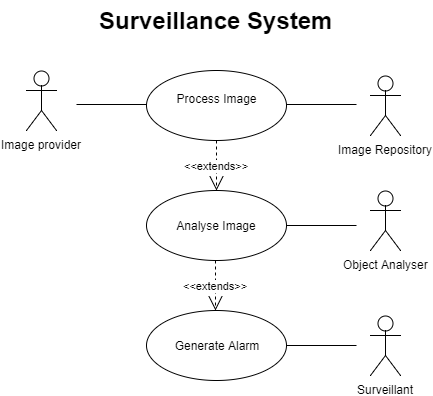 Surveillance System
Process Image
Image provider
Image Repository
<<extends>>
Analyse Image
Object Analyser
<<extends>>
Generate Alarm
Surveillant